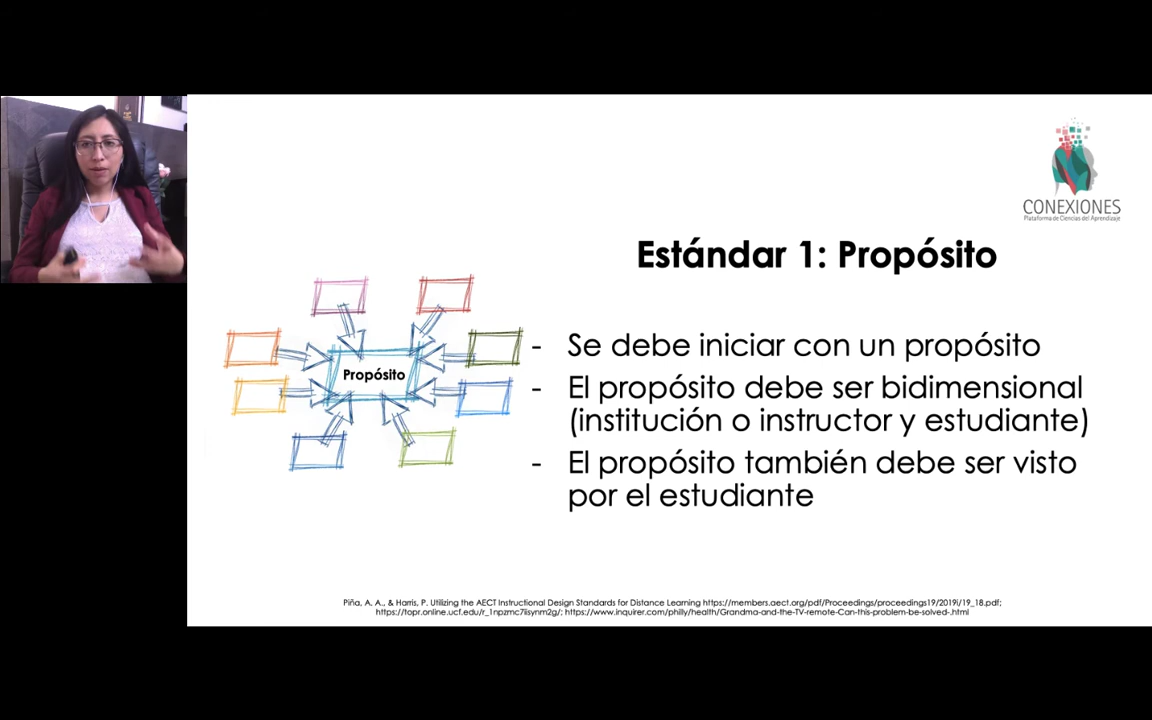 CONEXIONES
Plataforma de Ciencias del Aprendizaje
Estándar 1: Propósito
Propósito
- Se debe iniciar con un propósito
- El propósito debe ser bidimensional
(institución o instructor y estudiante)
- El propósito también debe ser visto
por el estudiante
Piña, A. A., & Harris, P. Utilizing the AECT Instructional Design Standards for Distance Learning https://members.aect.org/pdf/Proceedings/proceedings19/2019i/19_18.pdf;
https://topr.online.ucf.edu/r_1npzmc7iisynm2g/; https://www.inquirer.com/philly/health/Grandma-and-the-TV-remote-Can-this-problem-be-solved-.html